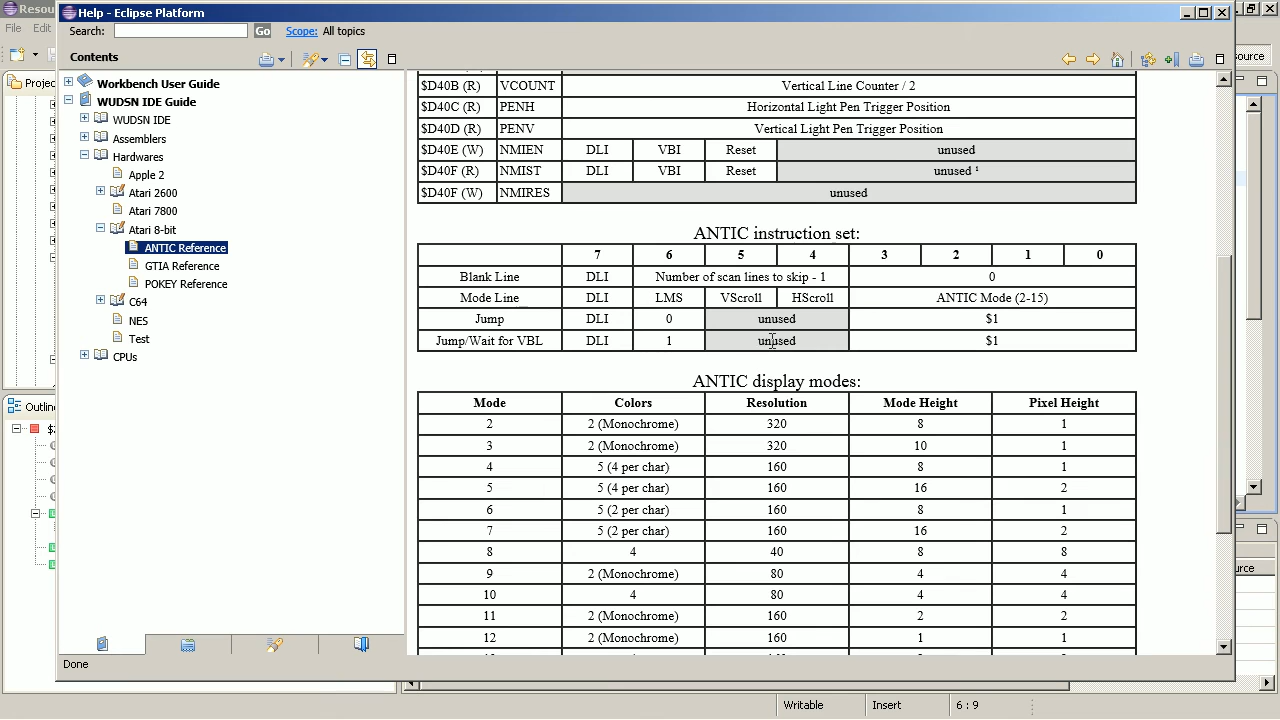 Resou
Help - Eclipse Platform
File Edit
Search: Go Scope: All topics
Contents
Projec
Workbench User Guide
WUDSN IDE Guide
WUDSN IDE
Assemblers
Hardwares
Apple 2
Atari 2600
Atari 7800
Atari 8-bit
ANTIC Reference
GTIA Reference
POKEY Reference
C64
NES
Test
CPUs
Outlin
$D40B (R) VCOUNT Vertical Line Counter / 2
$D40C (R) PENH Horizontal Light Pen Trigger Position
$D40D (R) PENV Vertical Light Pen Trigger Position
$D40E (W) NMIEN DLI VBI Reset unused
$D40F (R) NMIST DLI VBI Reset unused ¹
$D40F (W) NMIRES unused
ANTIC instruction set:
7 6 5 4 3 2 1 0
Blank Line DLI Number of scan lines to skip - 1 0
Mode Line DLI LMS VScroll HScroll ANTIC Mode (2-15)
Jump DLI 0 unused $1
Jump/Wait for VBL DLI 1 unused $1
ANTIC display modes:
Mode Colors Resolution Mode Height Pixel Height
2 2 (Monochrome) 320 8 1
3 2 (Monochrome) 320 10 1
4 5 (4 per char) 160 8 1
5 5 (4 per char) 160 16 2
6 5 (2 per char) 160 8 1
7 5 (2 per char) 160 16 2
8 4 40 8 8
9 2 (Monochrome) 80 4 4
10 4 80 4 4
11 2 (Monochrome) 160 2 2
12 2 (Monochrome) 160 1 1
Done
ource
urce
Writable Insert 6 : 9